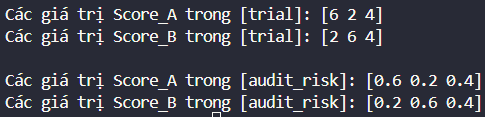 Các giá trị Score_A trong [trial]: [6 2 4]
Các giá trị Score_B trong [trial]: [2 6 4]
Các giá trị Score_A trong [audit_risk]: [0.6 0.2 0.4]
Các giá trị Score_B trong [audit_risk]: [0.2 0.6 0.4]